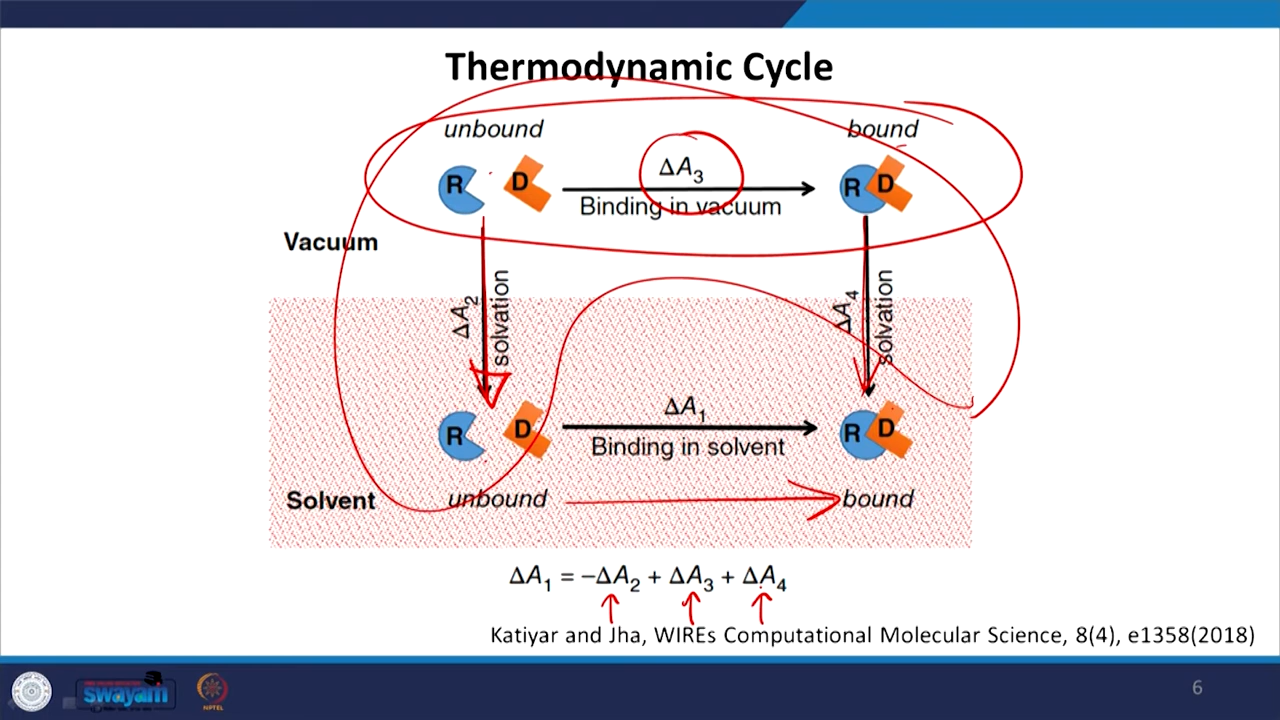 Thermodynamic Cycle
unbound
bound
R
D
ΔA3
R D
Binding in vacuum
Vacuum
ΔA2
solvation
ΔA4
solvation
R
D
ΔA1
R D
Binding in solvent
Solvent
unbound
bound
ΔA1 = −ΔA2 + ΔA3 + ΔA4
Katiyar and Jha, WIREs Computational Molecular Science, 8(4), e1358(2018)
swayam
NPTEL
6